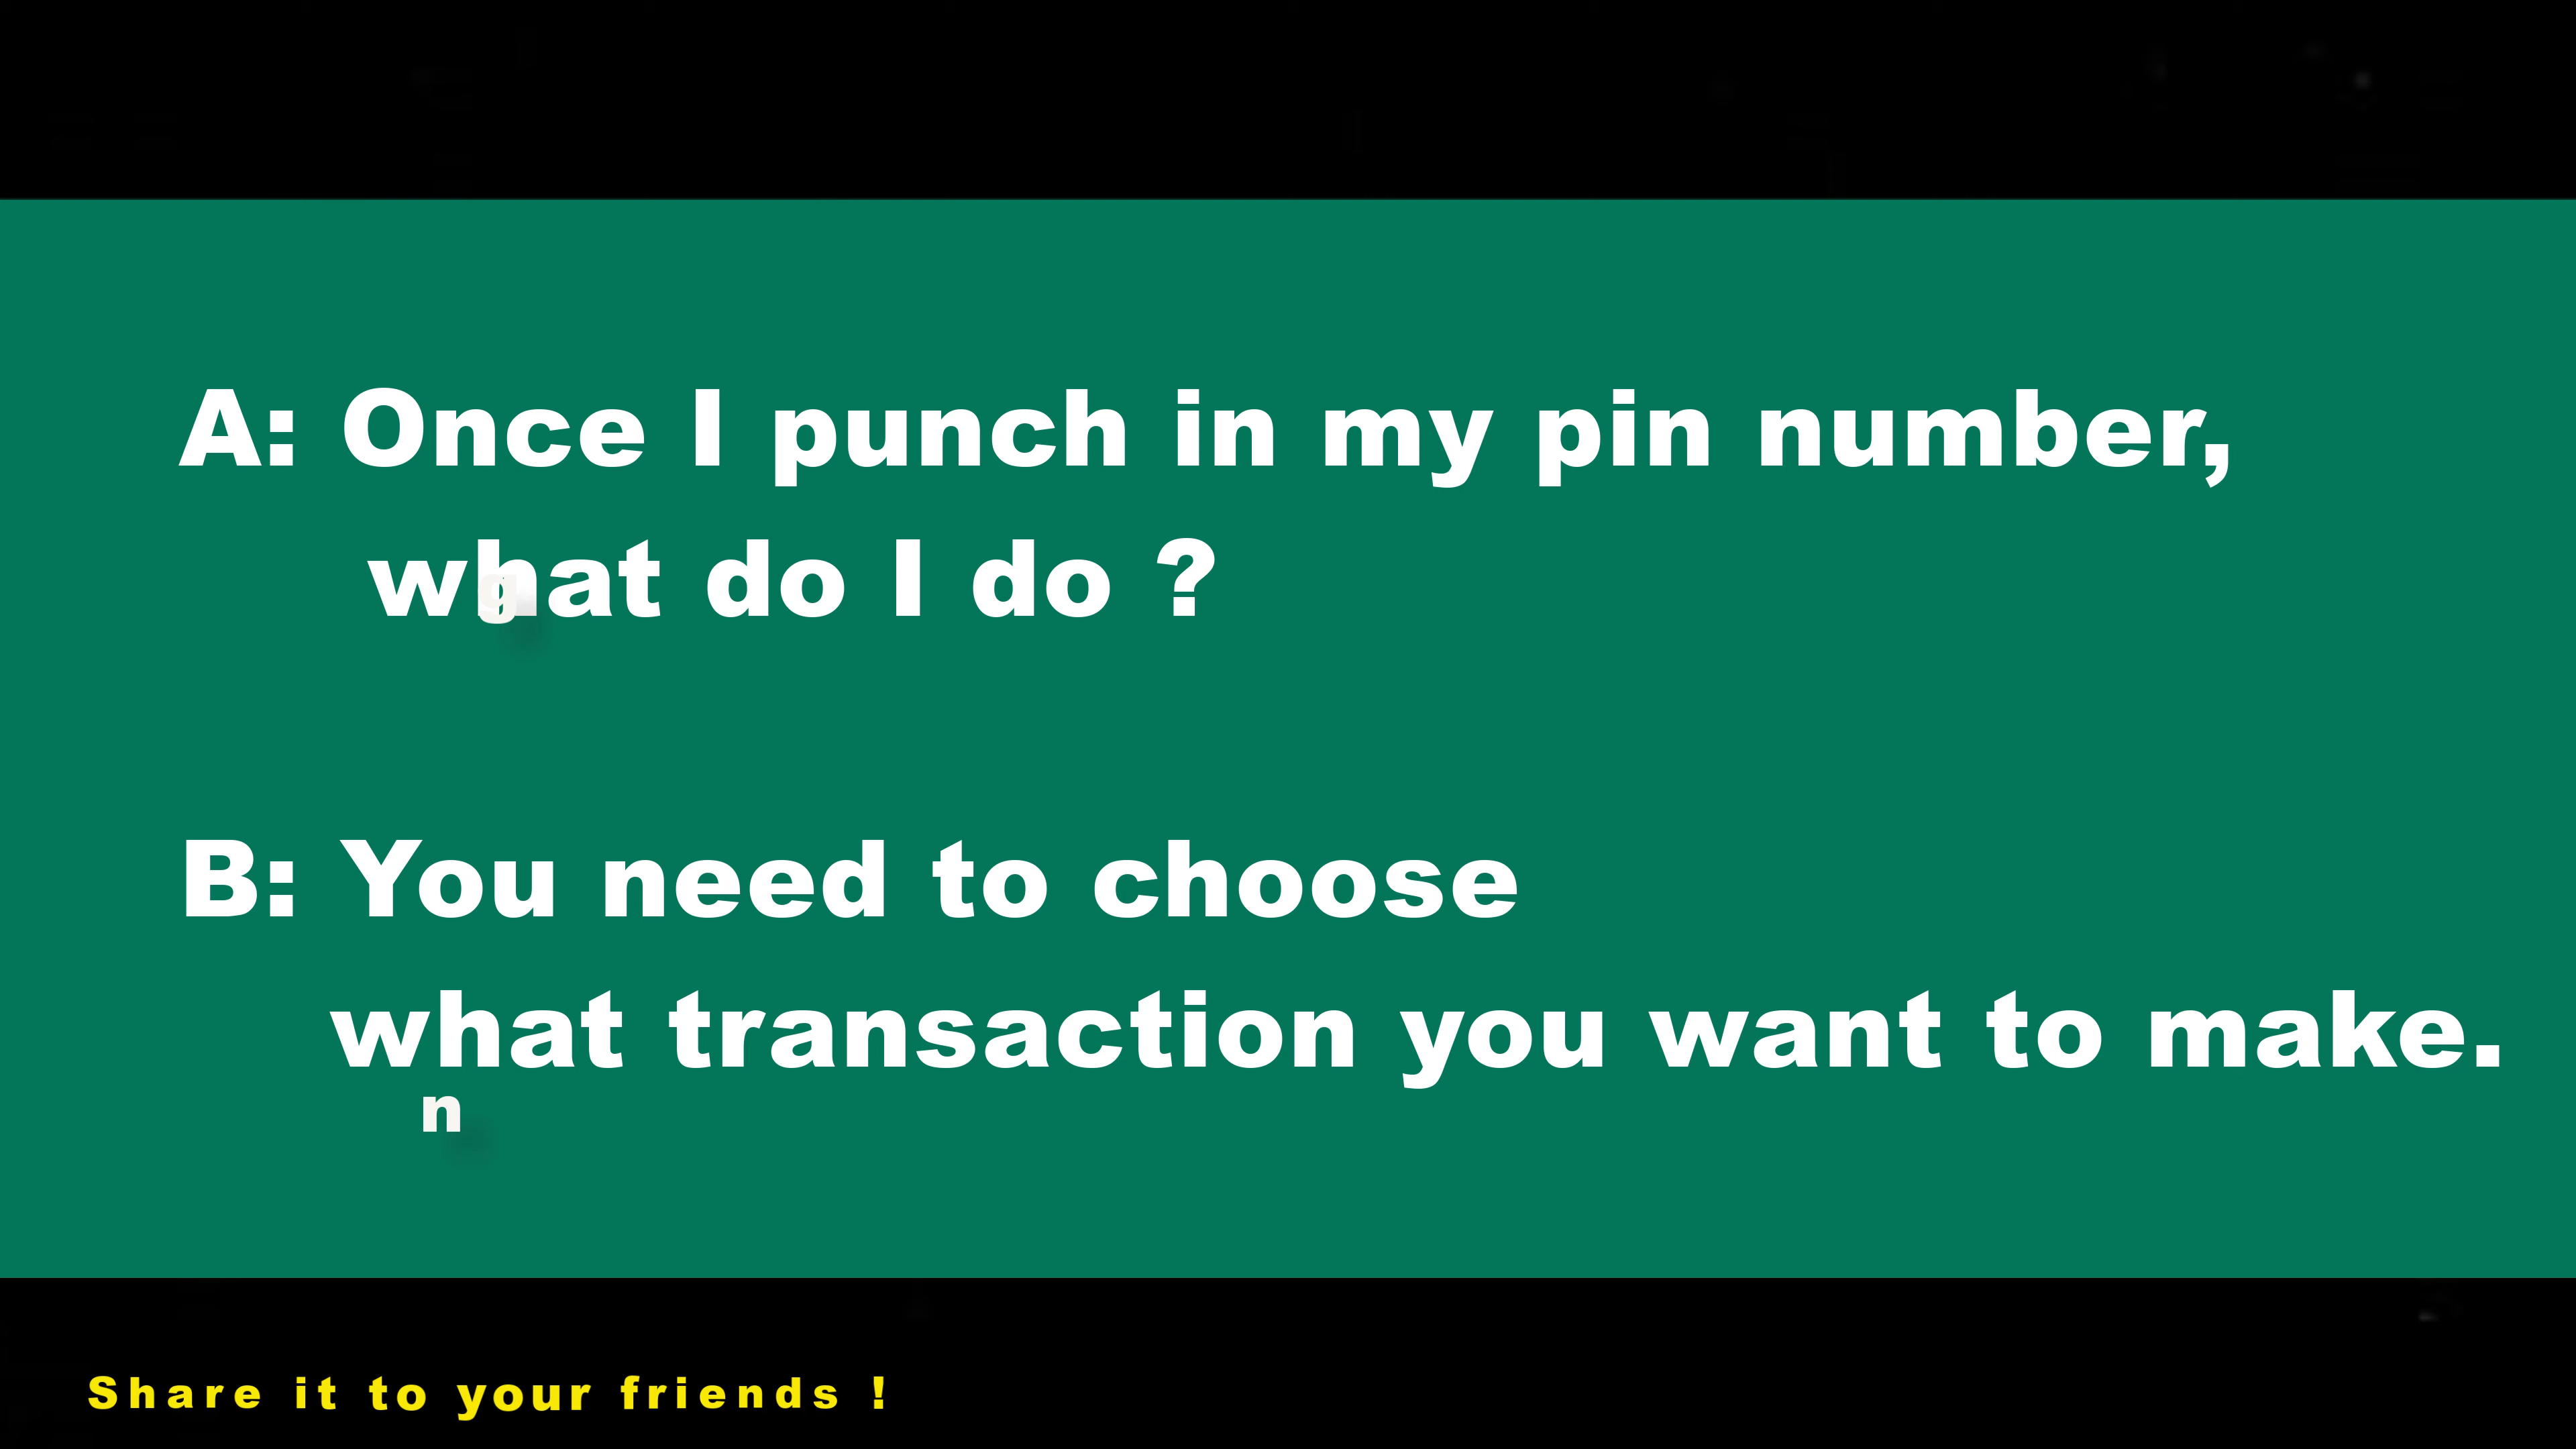 A: Once I punch in my pin number,
what do I do ?
g
B: You need to choose
what transaction you want to make.
n
Share it to your friends !